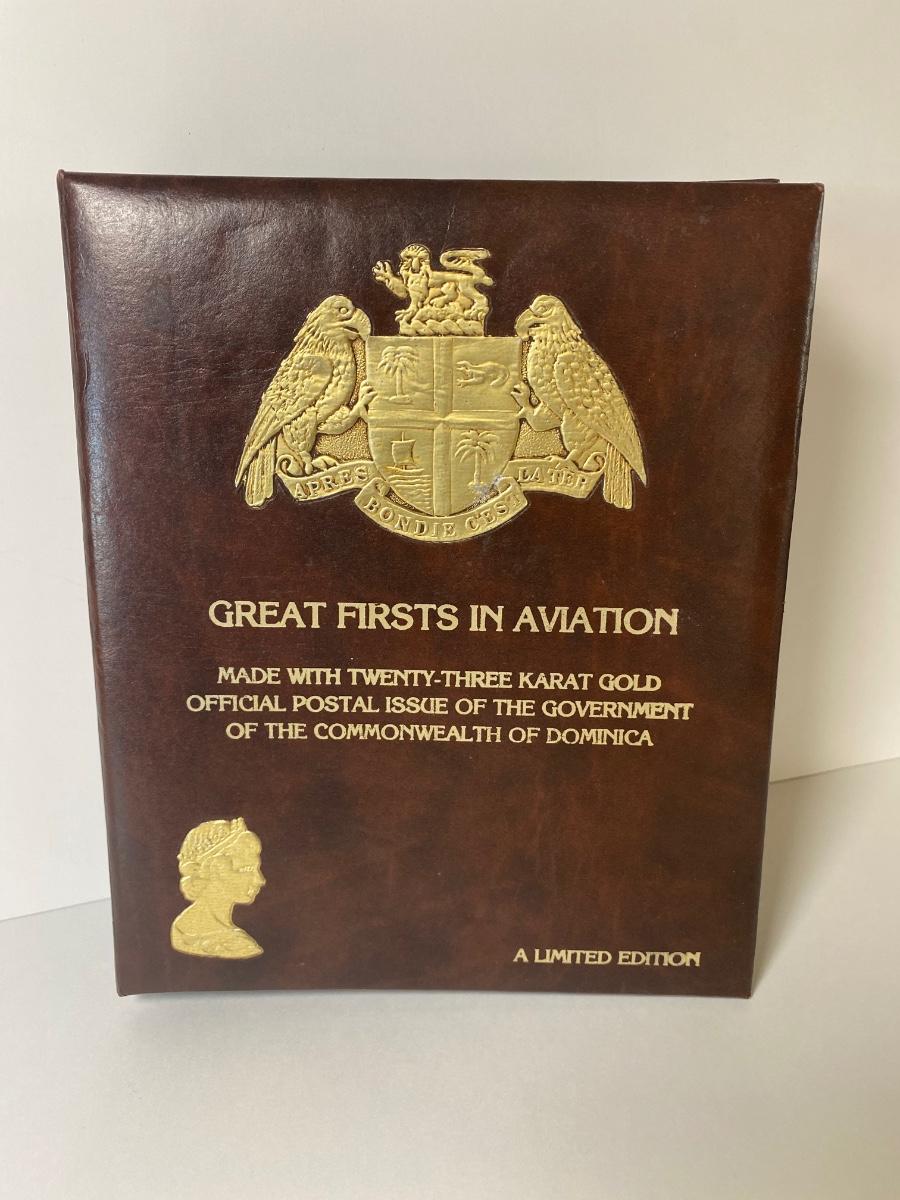 APRES BONDIE C'EST LA TER
GREAT FIRSTS IN AVIATION
MADE WITH TWENTY-THREE KARAT GOLD
OFFICIAL POSTAL ISSUE OF THE GOVERNMENT
OF THE COMMONWEALTH OF DOMINICA
A LIMITED EDITION